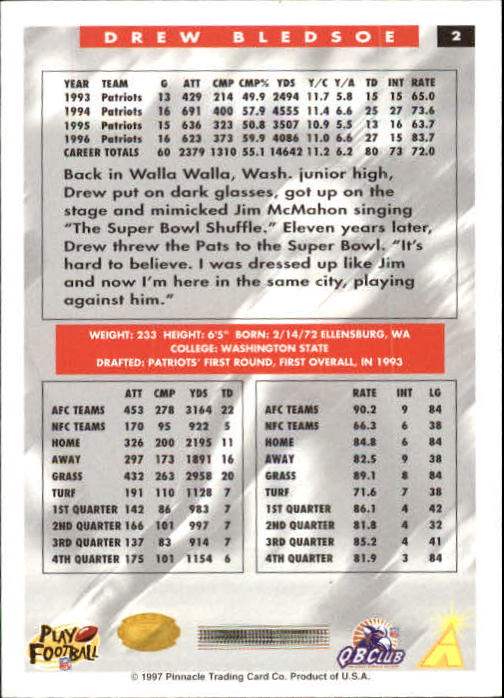 DREW BLEDSOE 2
YEAR TEAM G ATT CMP CMP% YDS Y/C Y/A TD INT RATE
1993 Patriots 13 429 214 49.9 2494 11.7 5.8 15 15 65.0
1994 Patriots 16 691 400 57.9 4555 11.4 6.6 25 27 73.6
1995 Patriots 15 636 323 50.8 3507 10.9 5.5 13 16 63.7
1996 Patriots 16 623 373 59.9 4086 11.0 6.6 27 15 83.7
CAREER TOTALS 60 2379 1310 55.1 14642 11.2 6.2 80 73 72.0
Back in Walla Walla, Wash. junior high,
Drew put on dark glasses, got up on the
stage and mimicked Jim McMahon singing
"The Super Bowl Shuffle." Eleven years later,
Drew threw the Pats to the Super Bowl. "It's
hard to believe. I was dressed up like Jim
and now I'm here in the same city, playing
against him."
WEIGHT: 233 HEIGHT: 6'5" BORN: 2/14/72 ELLENSBURG, WA
COLLEGE: WASHINGTON STATE
DRAFTED: PATRIOTS' FIRST ROUND, FIRST OVERALL, IN 1993
ATT CMP YDS TD
AFC TEAMS 453 278 3164 22
NFC TEAMS 170 95 922 5
HOME 326 200 2195 11
AWAY 297 173 1891 16
GRASS 432 263 2958 20
TURF 191 110 1128 7
1ST QUARTER 142 86 983 7
2ND QUARTER 166 101 997 7
3RD QUARTER 137 83 914 7
4TH QUARTER 175 101 1154 6
RATE INT LG
AFC TEAMS 90.2 9 84
NFC TEAMS 66.3 6 38
HOME 84.8 6 84
AWAY 82.5 9 38
GRASS 89.1 8 84
TURF 71.6 7 38
1ST QUARTER 86.1 4 42
2ND QUARTER 81.8 4 32
3RD QUARTER 85.2 4 41
4TH QUARTER 81.9 3 84
PLAY
FOOTBALL
QB CLUB
© 1997 Pinnacle Trading Card Co. Product of U.S.A.